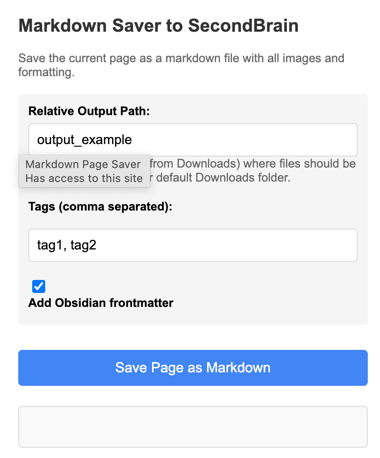 Markdown Saver to SecondBrain
Save the current page as a markdown file with all images and
formatting.
Relative Output Path:
output_example
Markdown Page Saver
Has access to this site
from Downloads) where files should be
default Downloads folder.
Tags (comma separated):
tag1, tag2
Add Obsidian frontmatter
Save Page as Markdown